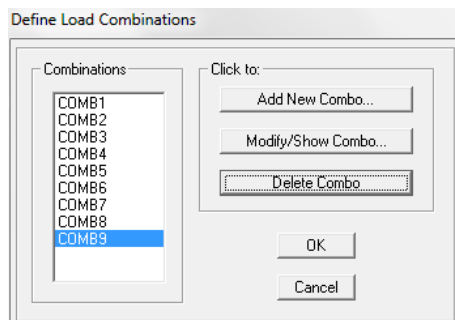 Define Load Combinations
Combinations
COMB1
COMB2
COMB3
COMB4
COMB5
COMB6
COMB7
COMB8
COMB9
Click to:
Add New Combo...
Modify/Show Combo...
Delete Combo
OK
Cancel